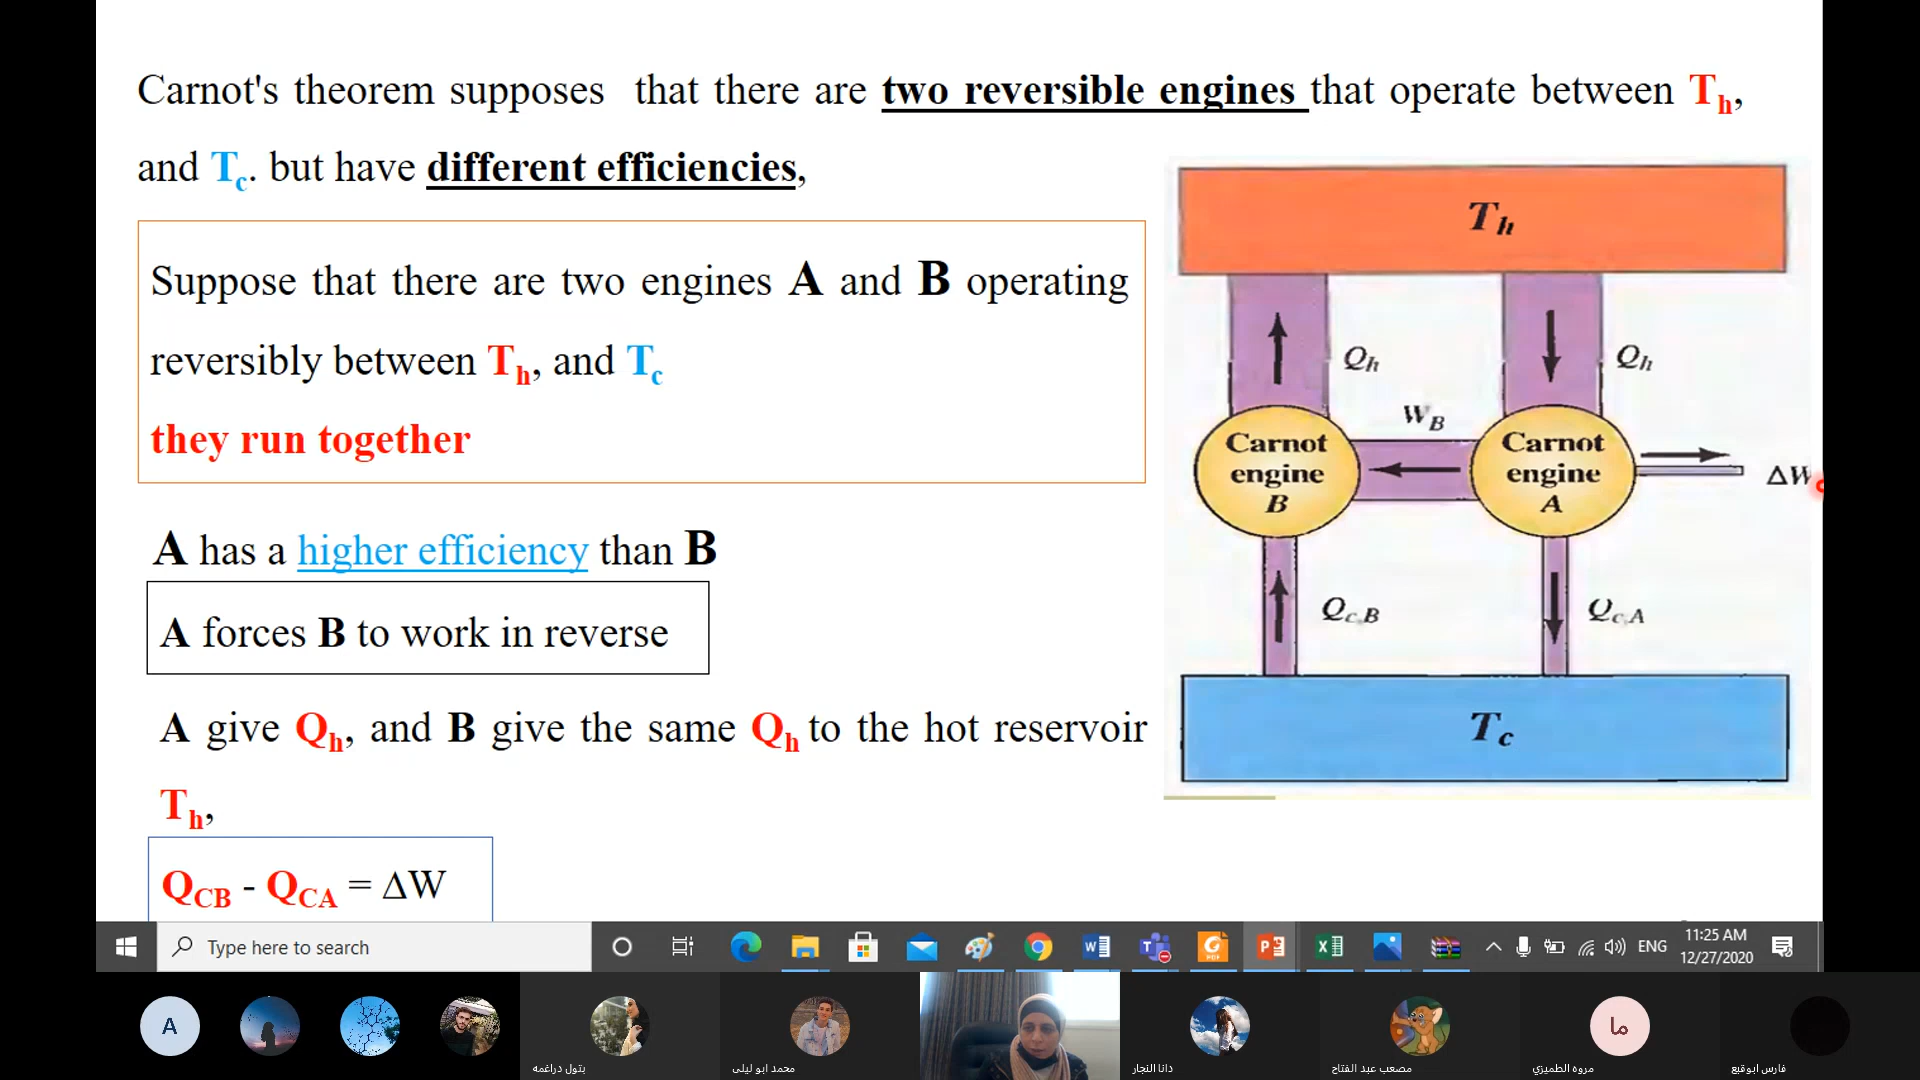 Carnot's theorem supposes that there are two reversible engines that operate between Th,
and Tc. but have different efficiencies,
Suppose that there are two engines A and B operating
reversibly between Th, and Tc
they run together
A has a higher efficiency than B
A forces B to work in reverse
A give Qh, and B give the same Qh to the hot reservoir
Th,
QCB - QCA = ΔW
Th
Qh
Qh
WB
Carnot
engine
B
Carnot
engine
A
ΔW
Qc,B
Qc,A
Tc
Type here to search
ENG
11:25 AM
12/27/2020
A
بتول دراغمه
محمد ابو ليلى
دانا النجار
مصعب عبد الفتاح
ما
مروه الطميزي
فارس ابوقبع